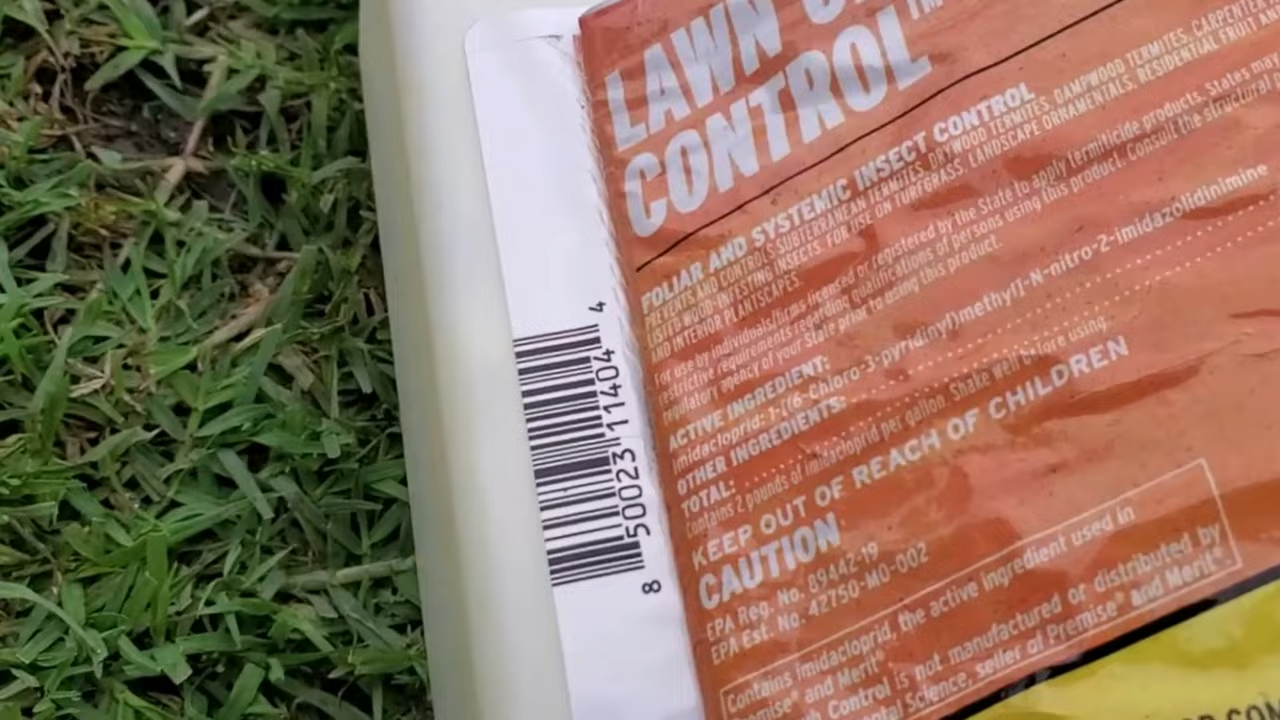 LAWN
CONTROL™
FOLIAR AND SYSTEMIC INSECT CONTROL
PREVENTS AND CONTROLS SUBTERRANEAN TERMITES, DRYWOOD TERMITES, DAMPWOOD TERMITES, CARPENTER
LISTED WOOD-INFESTING INSECTS. FOR USE ON TURFGRASS, LANDSCAPE ORNAMENTALS, RESIDENTIAL FRUIT
AND INTERIOR PLANTSCAPES.
For use by individuals/firms licenced or registered by the State to apply termiticide products. States may
restrictive requirements regarding qualifications of persons using this product. Consult the structural
regulatory agency of your State prior to using this product.
ACTIVE INGREDIENT:
Imidacloprid: 1-[(6-Chloro-3-pyridinyl)methyl]-N-nitro-2-imidazolidinimine
OTHER INGREDIENTS:
TOTAL:
Contains 2 pounds of imidacloprid per gallon. Shake well before using.
KEEP OUT OF REACH OF CHILDREN
CAUTION
EPA Reg. No. 89442-19
EPA Est. No. 42750-MO-002
Contains imidacloprid, the active ingredient used in
Premise® and Merit®.
Control is not manufactured or distributed by
Science, seller of Premise® and Merit®.
8 50023 11404 4